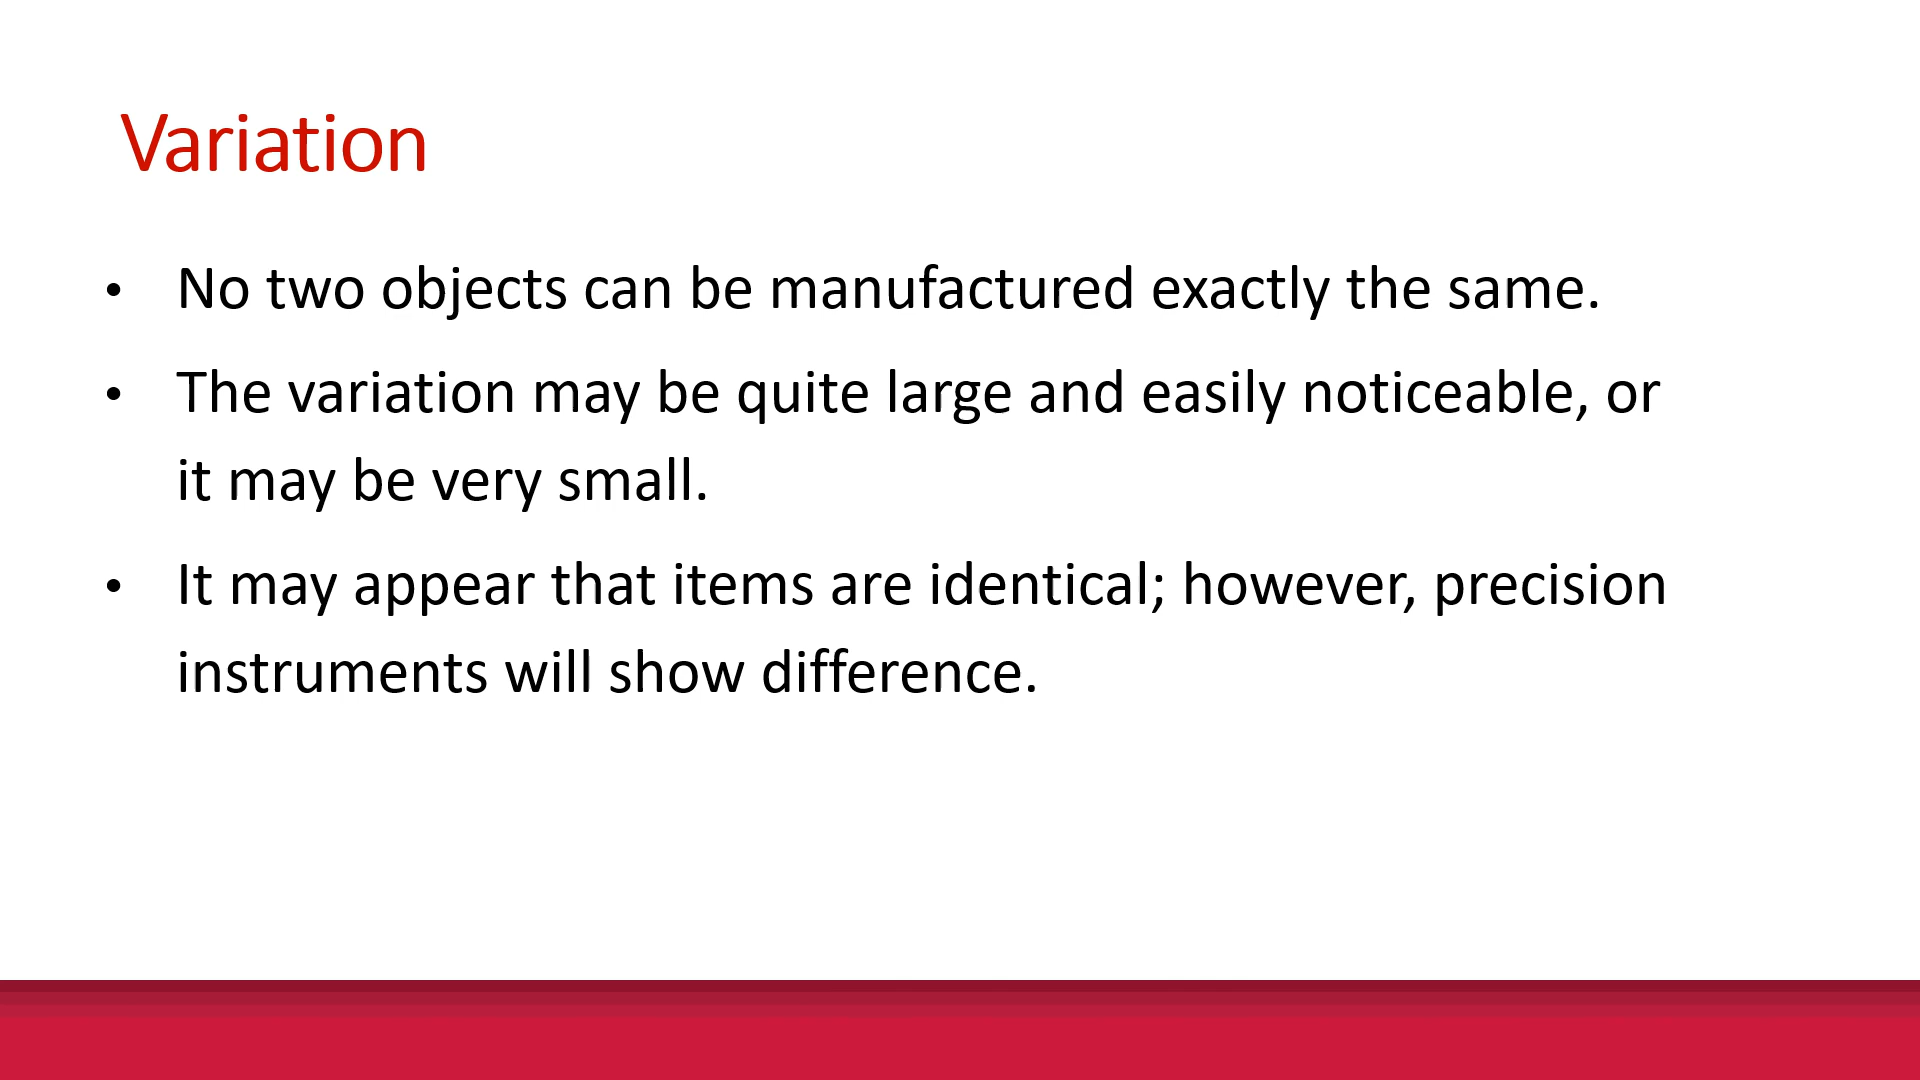 Variation
• No two objects can be manufactured exactly the same.
• The variation may be quite large and easily noticeable, or
it may be very small.
• It may appear that items are identical; however, precision
instruments will show difference.